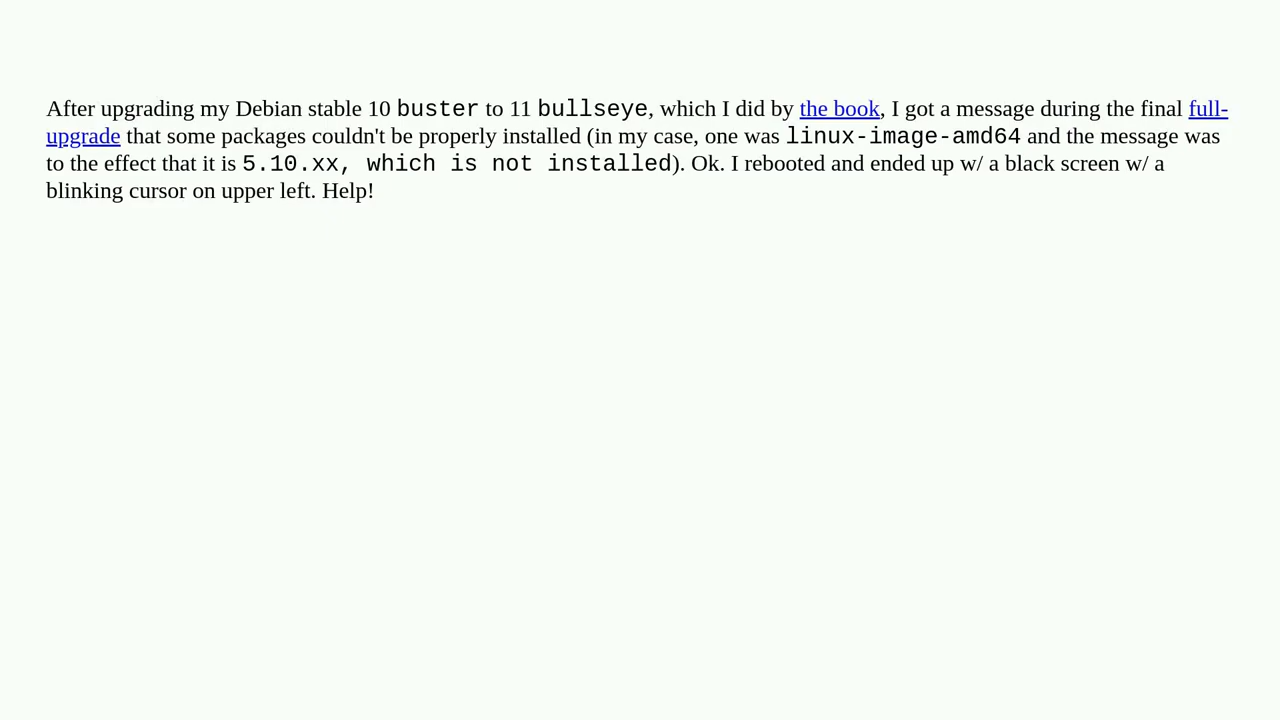 After upgrading my Debian stable 10 buster to 11 bullseye, which I did by the book, I got a message during the final full-
upgrade that some packages couldn't be properly installed (in my case, one was linux-image-amd64 and the message was
to the effect that it is 5.10.xx, which is not installed). Ok. I rebooted and ended up w/ a black screen w/ a
blinking cursor on upper left. Help!